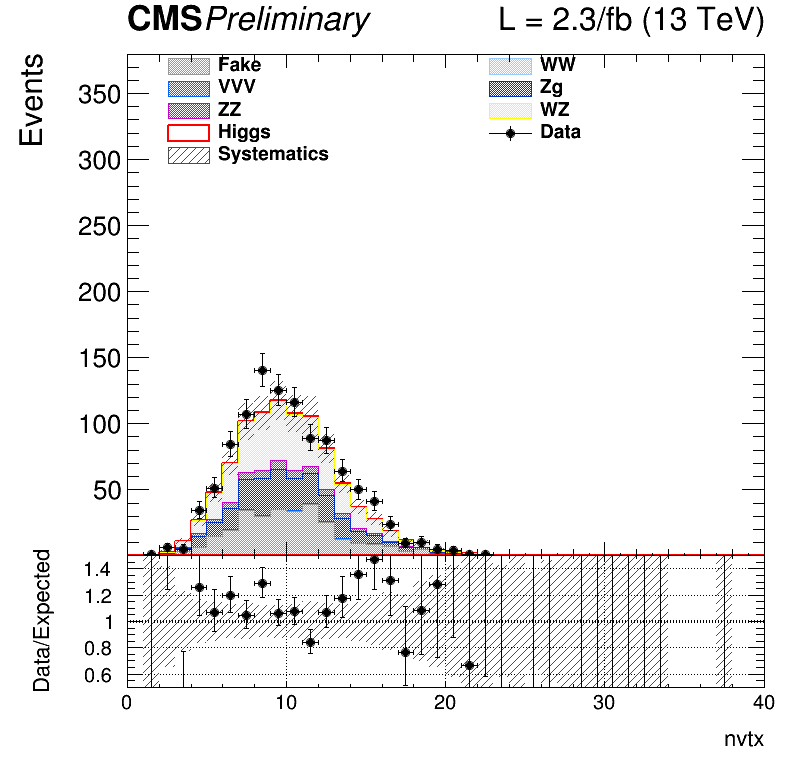 CMS Preliminary L = 2.3/fb (13 TeV)
Events
350
300
250
200
150
100
50
Fake
VVV
ZZ
Higgs
Systematics
WW
Zg
WZ
Data
Data/Expected
1.4
1.2
1
0.8
0.6
0 10 20 30 40
nvtx